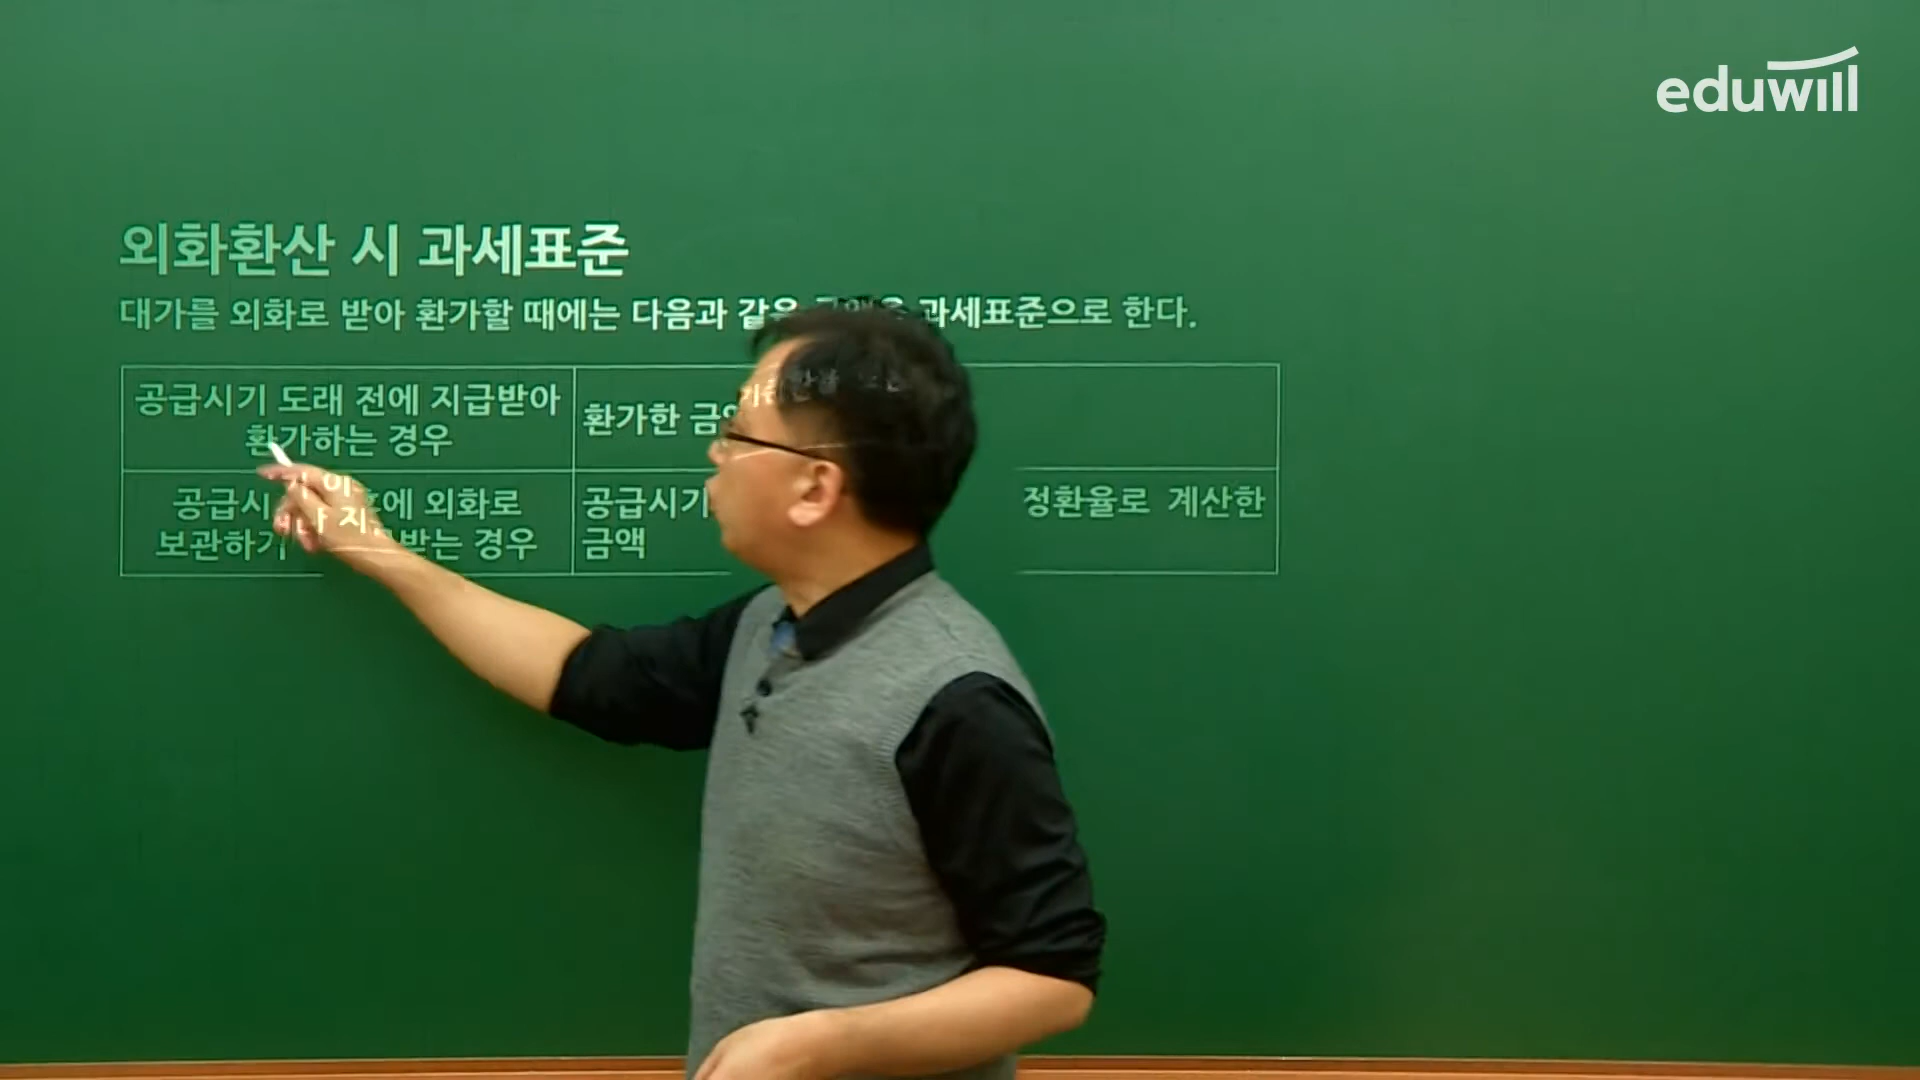 eduwill
외화환산 시 과세표준
대가를 외화로 받아 환가할 때에는 다음과 같은 과세표준으로 한다.
공급시기 도래 전에 지급받아
환가하는 경우
환가한
공급시기 에 외화로
보관하거나 지급받는 경우
공급시기 정환율로 계산한
금액